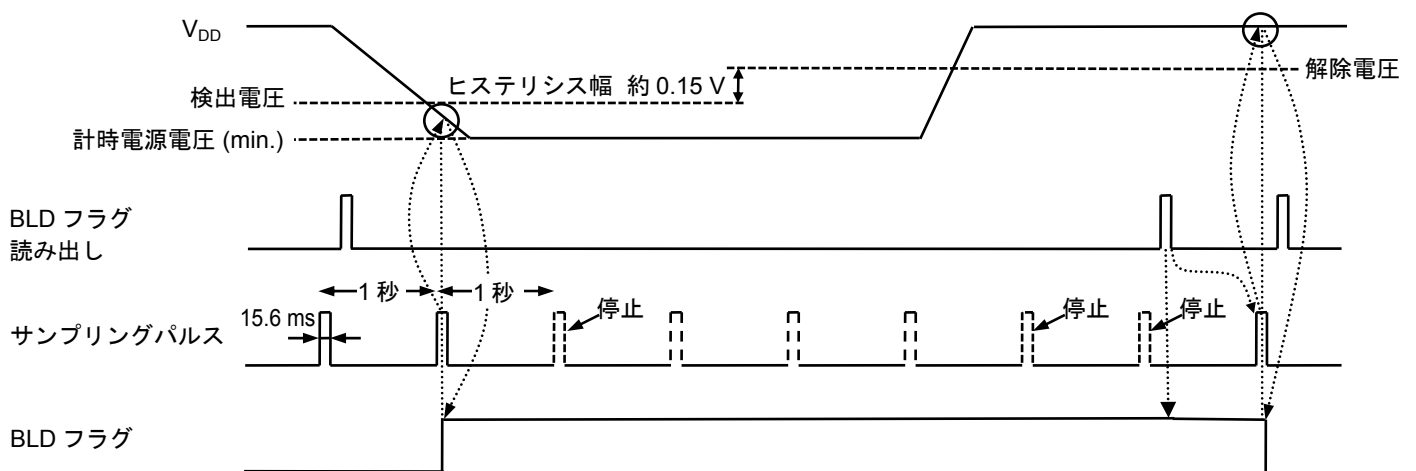 V_DD
ヒステリシス幅 約 0.15 V
解除電圧
検出電圧
計時電源電圧 (min.)
BLD フラグ
読み出し
1 秒
1 秒
15.6 ms
停止
停止
停止
サンプリングパルス
BLD フラグ